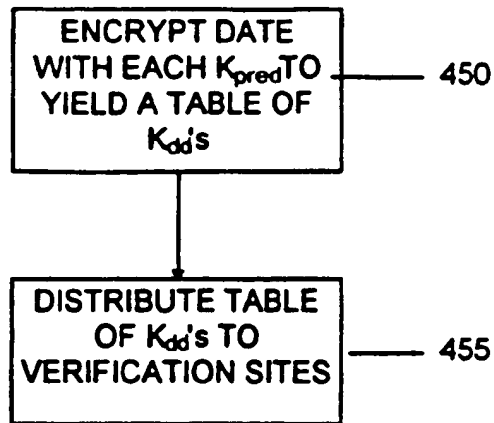 ENCRYPT DATE
WITH EACH Kpred TO
YIELD A TABLE OF
Kdd's
450
DISTRIBUTE TABLE
OF Kdd's TO
VERIFICATION SITES
455